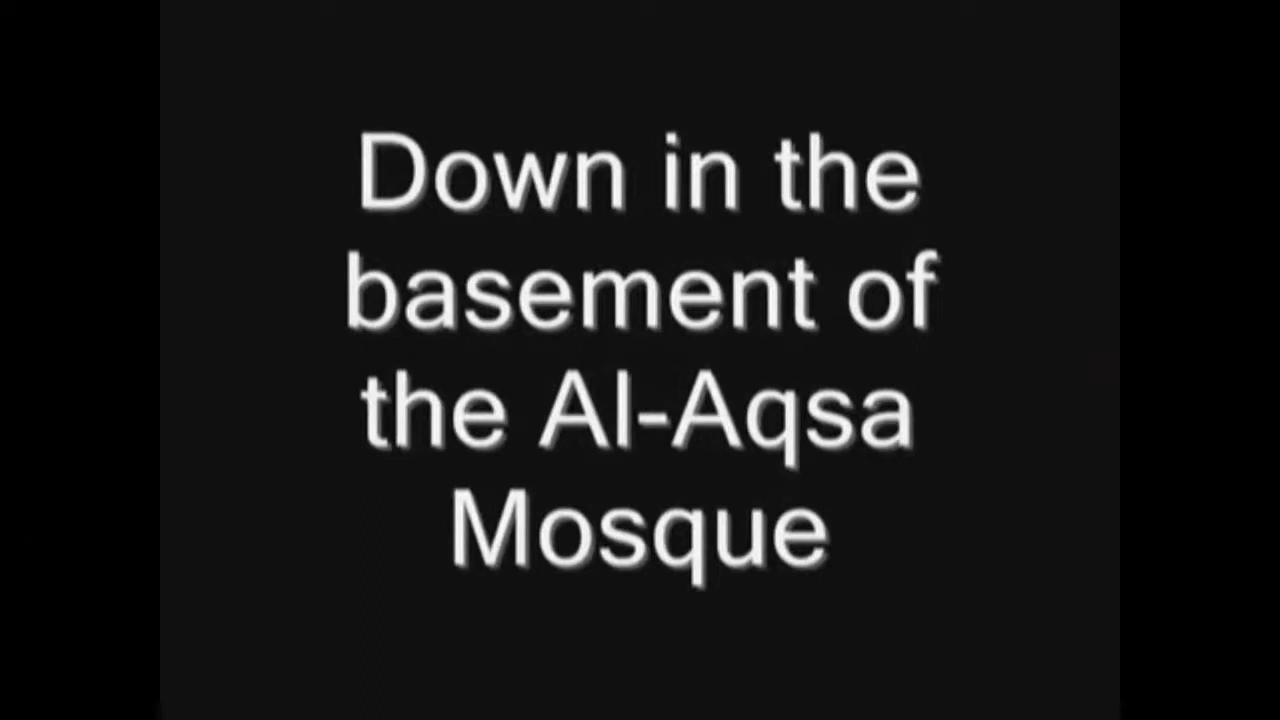 Down in the
basement of
the Al-Aqsa
Mosque